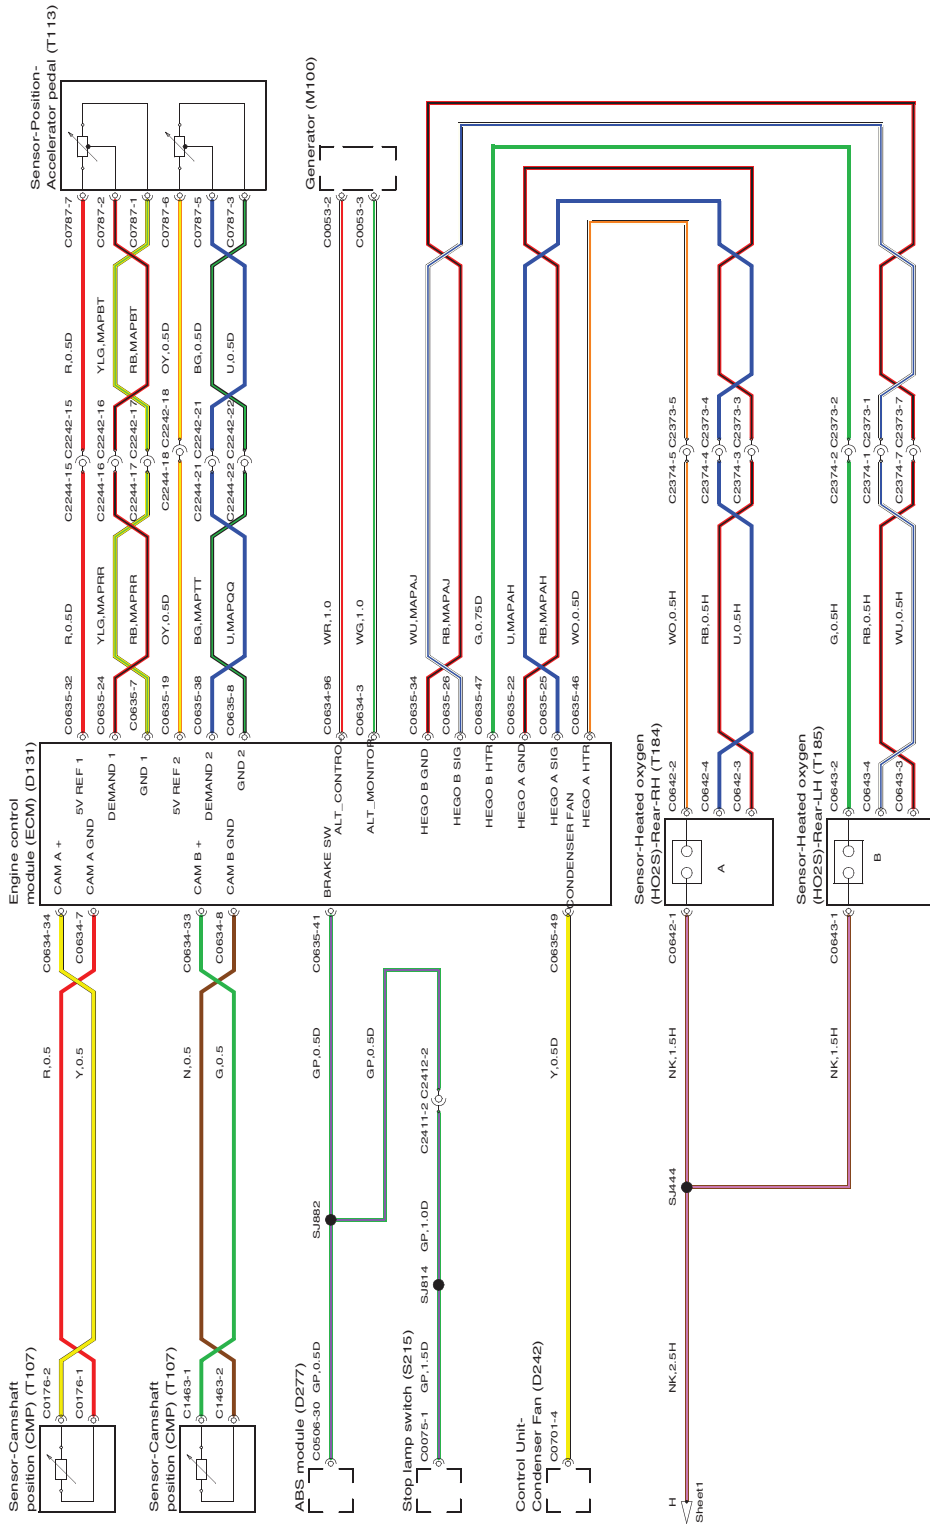 Sensor-Camshaft
position (CMP) (T107)
C0176-2
C0176-1
R,0.5
Y,0.5
C0634-34
C0634-7
Engine control
module (ECM) (D131)
CAM A +
CAM A GND
5V REF 1
DEMAND 1
GND 1
C0635-32
C0635-24
C0635-7
R,0.5D
YLG,MAPRR
RB,MAPRR
C2244-15 C2242-15
C2244-16 C2242-16
C2244-17 C2242-17
R,0.5D
YLG,MAPBT
RB,MAPBT
C0787-7
C0787-2
C0787-1
Sensor-Position-
Accelerator pedal (T113)
Sensor-Camshaft
position (CMP) (T107)
C1463-1
C1463-2
N,0.5
G,0.5
C0634-33
C0634-8
CAM B +
CAM B GND
5V REF 2
DEMAND 2
GND 2
C0635-19
C0635-38
C0635-8
OY,0.5D
BG,MAPTT
U,MAPQQ
C2244-18 C2242-18
C2244-21 C2242-21
C2244-22 C2242-22
OY,0.5D
BG,0.5D
U,0.5D
C0787-6
C0787-5
C0787-3
ABS module (D277)
C0506-30 GP,0.5D
SJ882
GP,0.5D
GP,0.5D
C0635-41
BRAKE SW
ALT_CONTROL
ALT_MONITOR
C0634-96
C0634-3
WR,1.0
WG,1.0
C0053-2
C0053-3
Generator (M100)
Stop lamp switch (S215)
C0075-1 GP,1.5D
SJ814
GP,1.0D
C2411-2 C2412-2
HEGO B GND
HEGO B SIG
HEGO B HTR
HEGO A GND
HEGO A SIG
HEGO A HTR
C0635-34
C0635-26
C0635-47
C0635-22
C0635-25
C0635-46
WU,MAPAJ
RB,MAPAJ
G,0.75D
U,MAPAH
RB,MAPAH
WO,0.5D
Control Unit-
Condenser Fan (D242)
C0701-4
Y,0.5D
C0635-49
CONDENSER FAN
H
Sheet1
NK,2.5H
SJ444
NK,1.5H
C0642-1
Sensor-Heated oxygen
(HO2S)-Rear-RH (T184)
A
C0642-2
C0642-4
C0642-3
WO,0.5H
RB,0.5H
U,0.5H
C2374-5 C2373-5
C2374-4 C2373-4
C2374-3 C2373-3
NK,1.5H
C0643-1
Sensor-Heated oxygen
(HO2S)-Rear-LH (T185)
B
C0643-2
C0643-4
C0643-3
G,0.5H
RB,0.5H
WU,0.5H
C2374-2 C2373-2
C2374-1 C2373-1
C2374-7 C2373-7